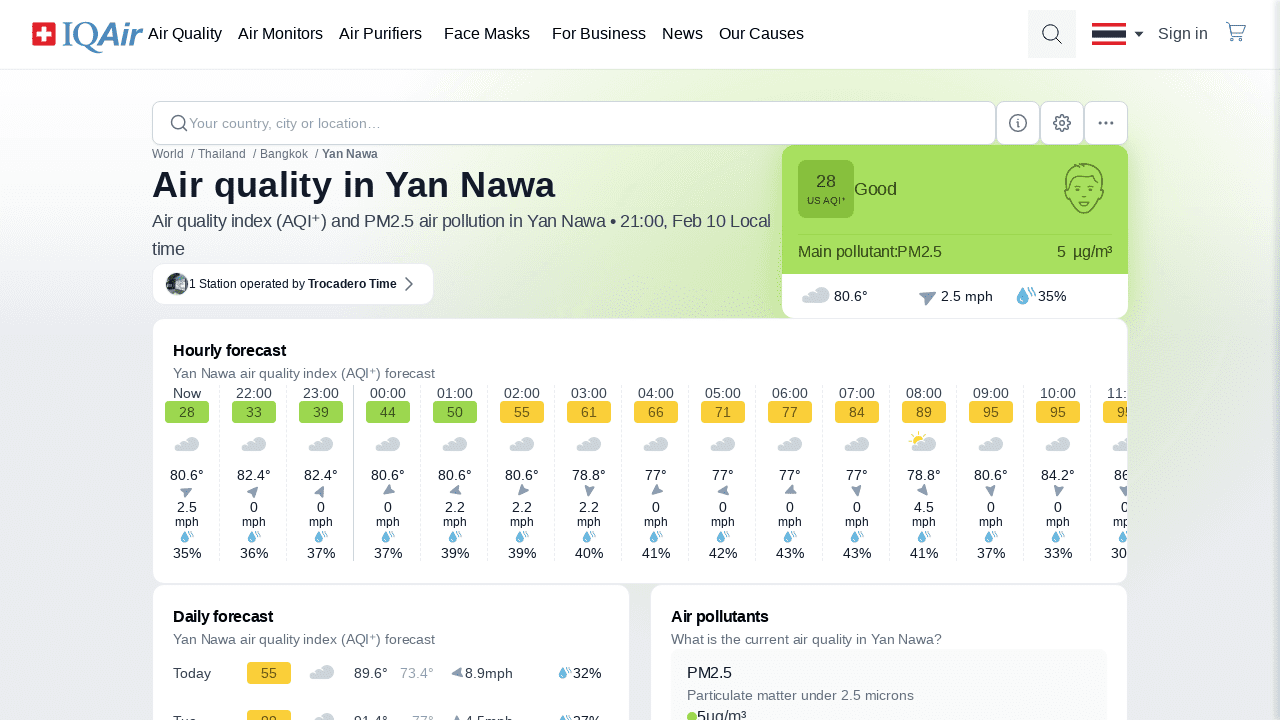 IQAir Air Quality Air Monitors Air Purifiers Face Masks For Business News Our Causes Sign in
Your country, city or location…
World / Thailand / Bangkok / Yan Nawa
Air quality in Yan Nawa
Air quality index (AQI⁺) and PM2.5 air pollution in Yan Nawa • 21:00, Feb 10 Local
time
1 Station operated by Trocadero Time
28
US AQI⁺
Good
Main pollutant:PM2.5 5 µg/m³
80.6° 2.5 mph 35%
Hourly forecast
Yan Nawa air quality index (AQI⁺) forecast
Now 22:00 23:00 00:00 01:00 02:00 03:00 04:00 05:00 06:00 07:00 08:00 09:00 10:00 11:
28 33 39 44 50 55 61 66 71 77 84 89 95 95 95
80.6° 82.4° 82.4° 80.6° 80.6° 80.6° 78.8° 77° 77° 77° 77° 78.8° 80.6° 84.2° 86
2.5 0 0 0 2.2 2.2 2.2 0 0 0 0 4.5 0 0 0
mph mph mph mph mph mph mph mph mph mph mph mph mph mph
35% 36% 37% 37% 39% 39% 40% 41% 42% 43% 43% 41% 37% 33% 30
Daily forecast
Yan Nawa air quality index (AQI⁺) forecast
Today 55 89.6° 73.4° 8.9mph 32%
Air pollutants
What is the current air quality in Yan Nawa?
PM2.5
Particulate matter under 2.5 microns
5µg/m³